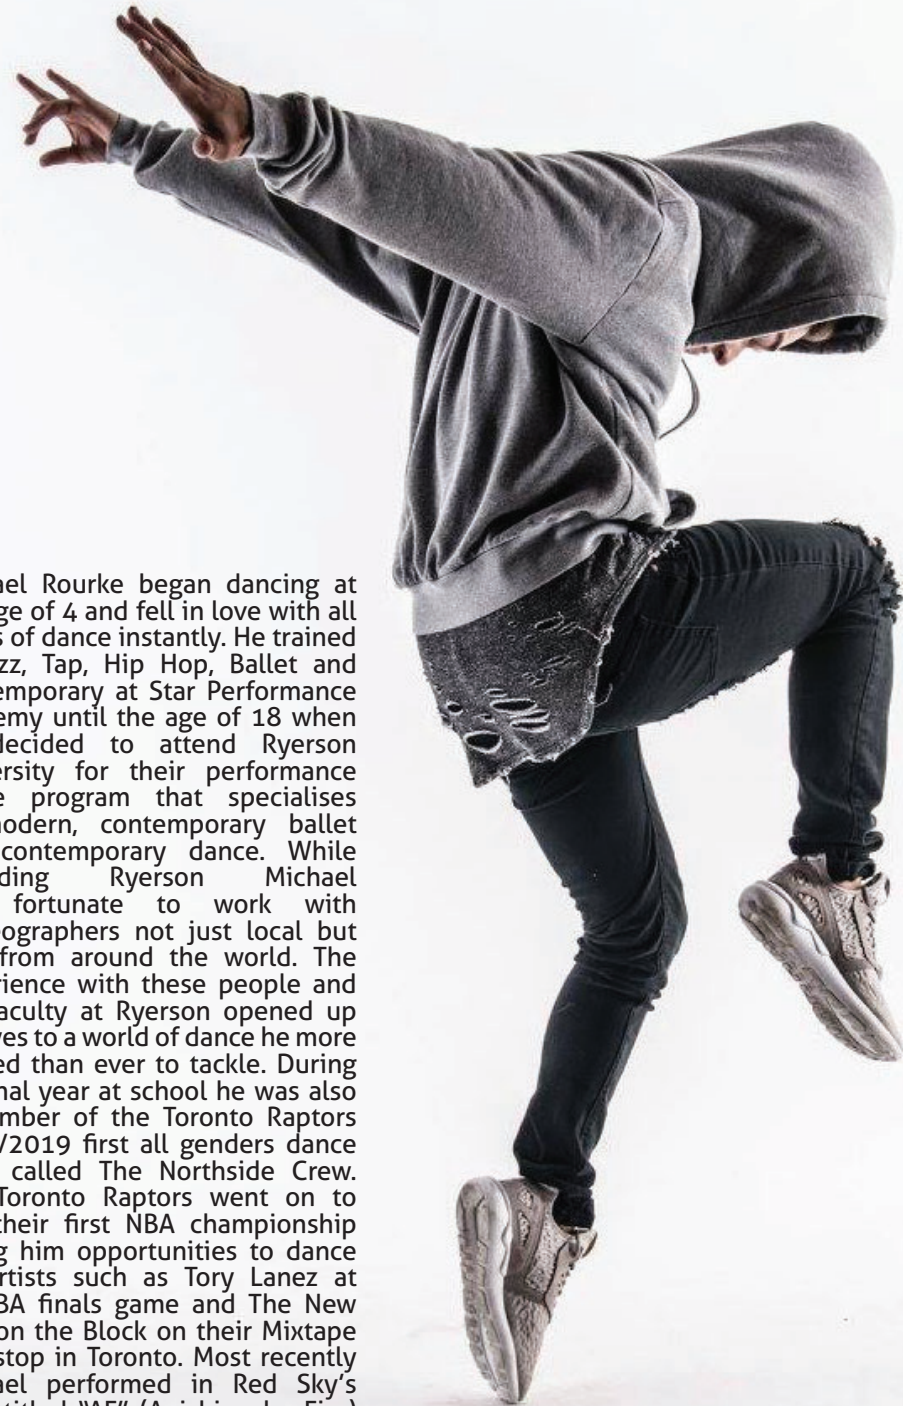 ael Rourke began dancing at
ge of 4 and fell in love with all
s of dance instantly. He trained
zz, Tap, Hip Hop, Ballet and
emporary at Star Performance
emy until the age of 18 when
decided to attend Ryerson
ersity for their performance
e program that specialises
nodern, contemporary ballet
contemporary dance. While
ding Ryerson Michael
fortunate to work with
ographers not just local but
from around the world. The
rience with these people and
aculty at Ryerson opened up
yes to a world of dance he more
ed than ever to tackle. During
nal year at school he was also
mber of the Toronto Raptors
/2019 first all genders dance
called The Northside Crew.
Toronto Raptors went on to
their first NBA championship
g him opportunities to dance
rtists such as Tory Lanez at
BA finals game and The New
on the Block on their Mixtape
stop in Toronto. Most recently
ael performed in Red Sky's